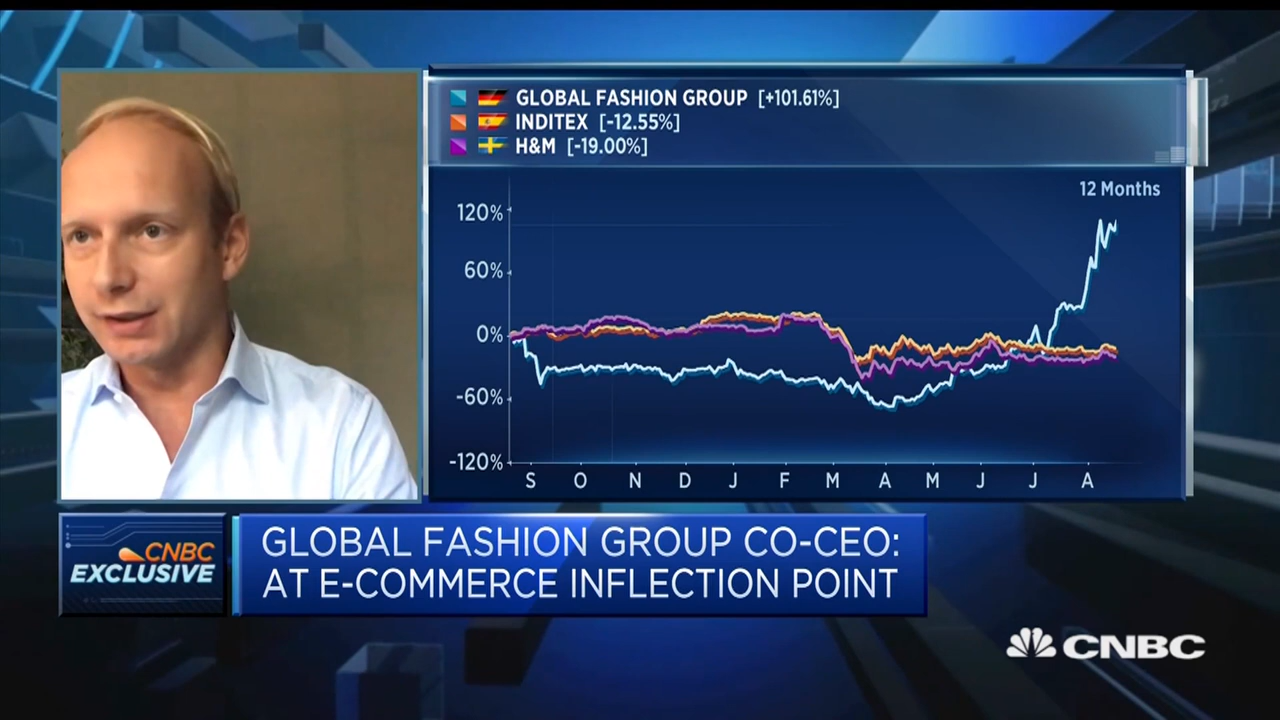 GLOBAL FASHION GROUP [+101.61%]
INDITEX [-12.55%]
H&M [-19.00%]
12 Months
120%
60%
0%
-60%
-120%
S O N D J F M A M J J A
CNBC
EXCLUSIVE
GLOBAL FASHION GROUP CO-CEO:
AT E-COMMERCE INFLECTION POINT
CNBC